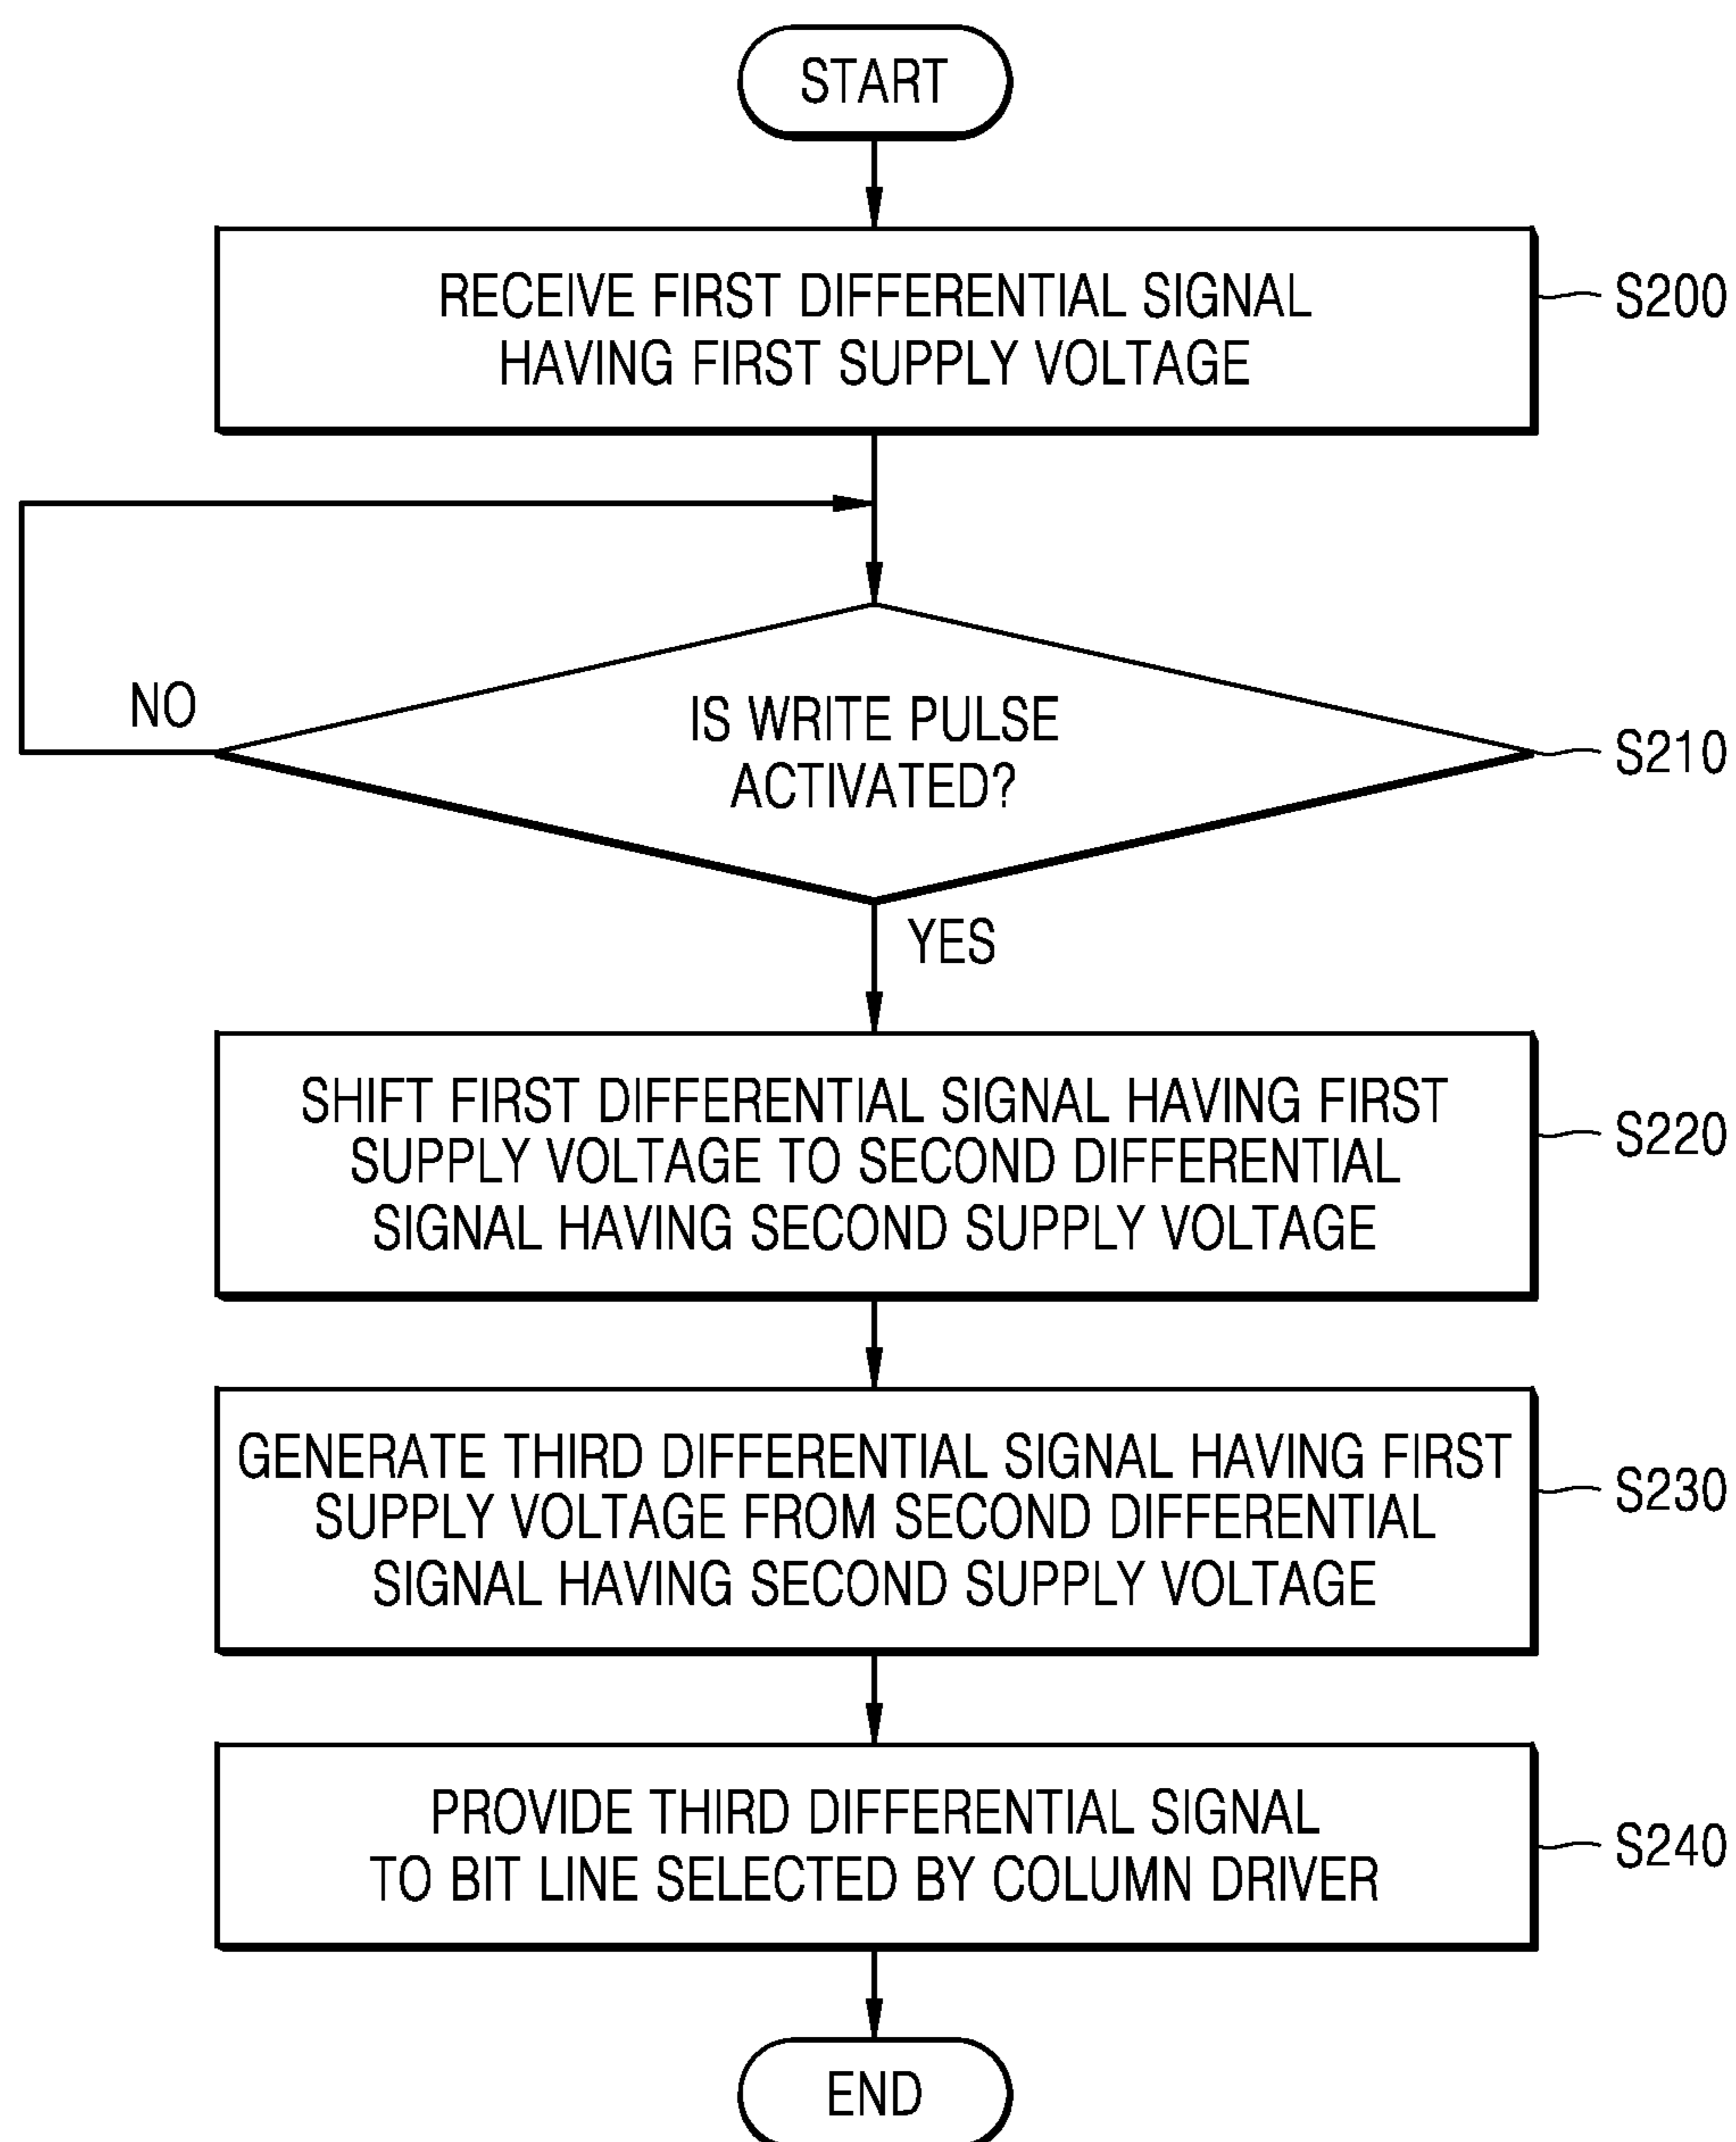 START
RECEIVE FIRST DIFFERENTIAL SIGNAL
HAVING FIRST SUPPLY VOLTAGE
S200
NO
IS WRITE PULSE
ACTIVATED?
S210
YES
SHIFT FIRST DIFFERENTIAL SIGNAL HAVING FIRST
SUPPLY VOLTAGE TO SECOND DIFFERENTIAL
SIGNAL HAVING SECOND SUPPLY VOLTAGE
S220
GENERATE THIRD DIFFERENTIAL SIGNAL HAVING FIRST
SUPPLY VOLTAGE FROM SECOND DIFFERENTIAL
SIGNAL HAVING SECOND SUPPLY VOLTAGE
S230
PROVIDE THIRD DIFFERENTIAL SIGNAL
TO BIT LINE SELECTED BY COLUMN DRIVER
S240
END